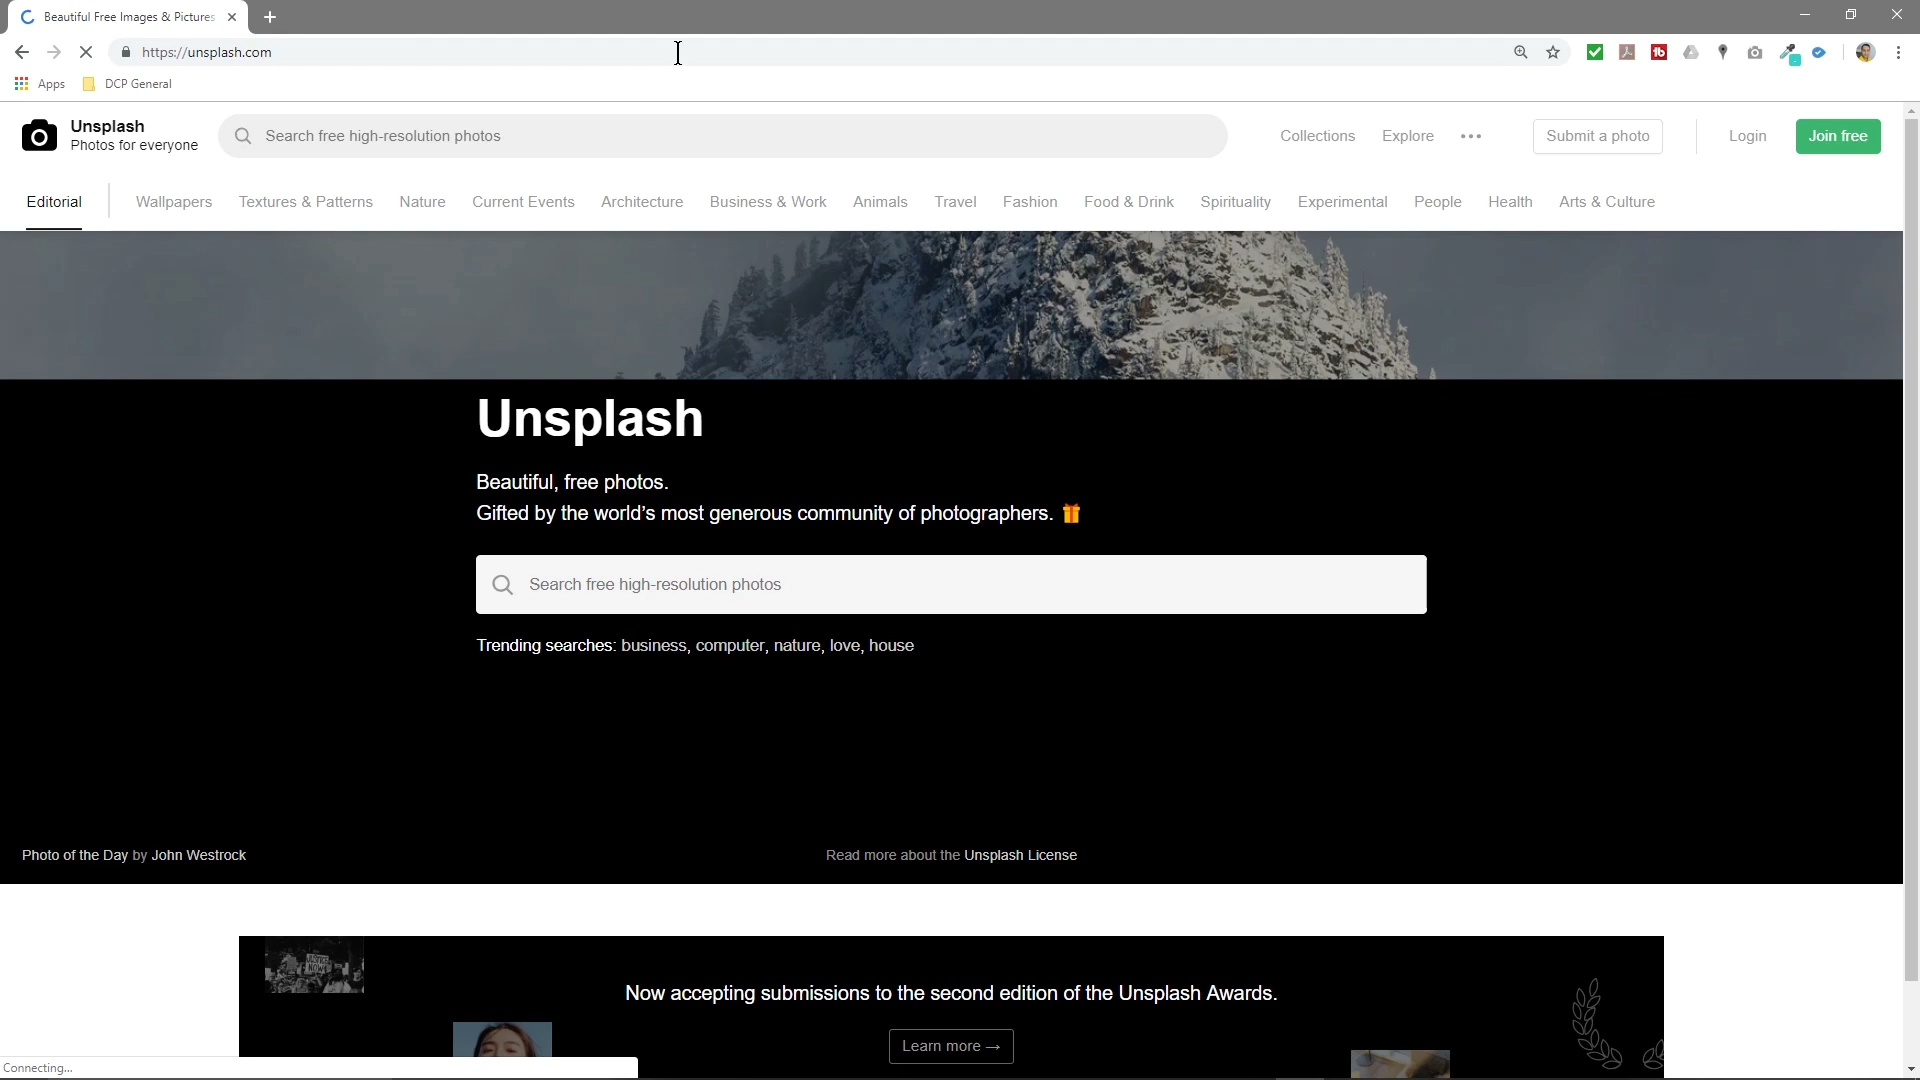 Beautiful Free Images & Pictures
https://unsplash.com
Apps
DCP General
Unsplash
Photos for everyone
Search free high-resolution photos
Collections
Explore
Submit a photo
Login
Join free
Editorial
Wallpapers
Textures & Patterns
Nature
Current Events
Architecture
Business & Work
Animals
Travel
Fashion
Food & Drink
Spirituality
Experimental
People
Health
Arts & Culture
Unsplash
Beautiful, free photos.
Gifted by the world’s most generous community of photographers. 🎁
Search free high-resolution photos
Trending searches: business, computer, nature, love, house
Photo of the Day by John Westrock
Read more about the Unsplash License
JUSTICE
NOW!
Now accepting submissions to the second edition of the Unsplash Awards.
Learn more →
Connecting...